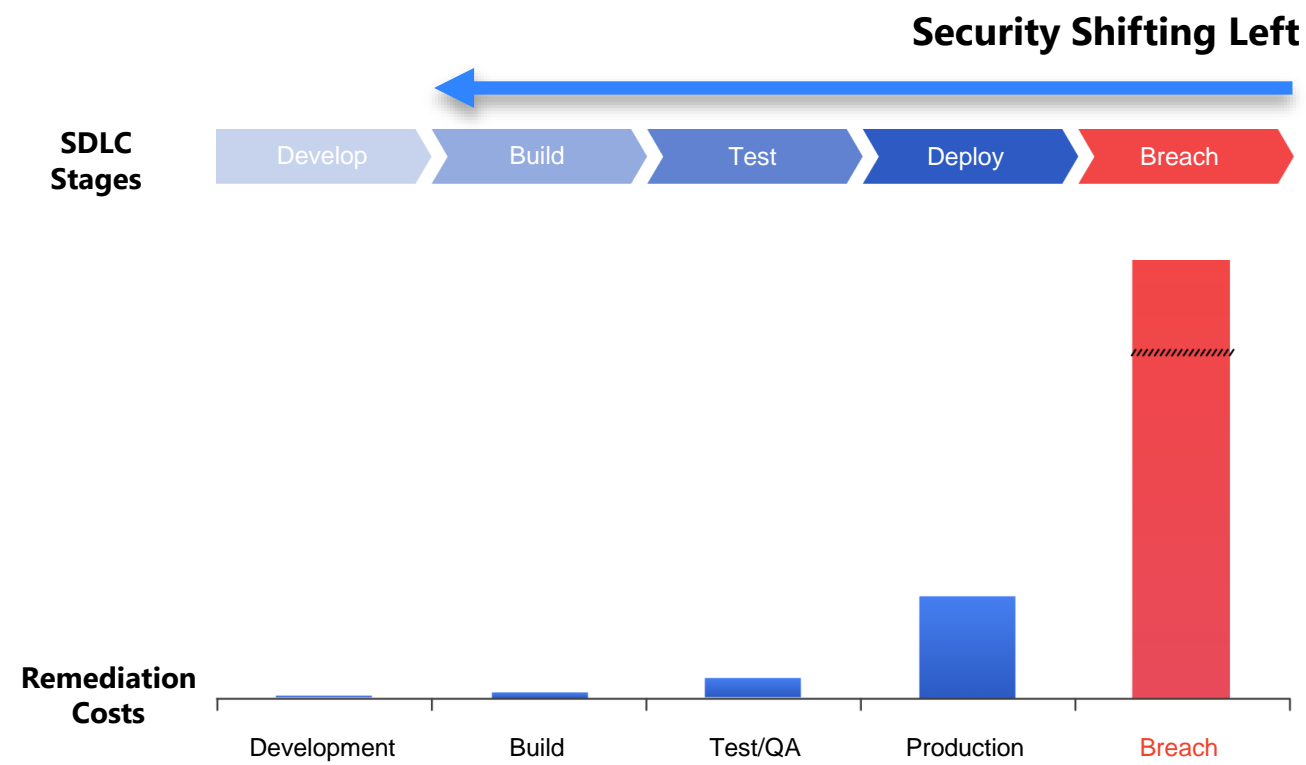 Security Shifting Left
SDLC
Stages
Develop
Build
Test
Deploy
Breach
Remediation
Costs
Development
Build
Test/QA
Production
Breach